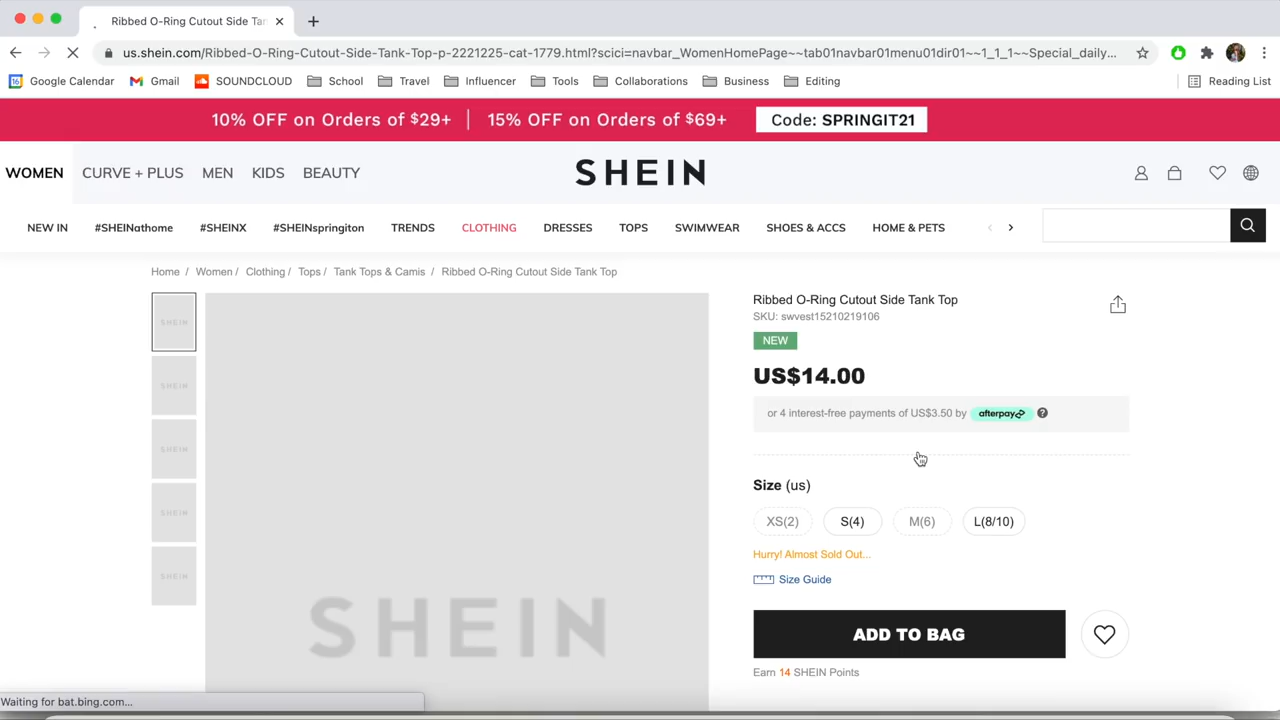 Ribbed O-Ring Cutout Side Tan
us.shein.com/Ribbed-O-Ring-Cutout-Side-Tank-Top-p-2221225-cat-1779.html?scici=navbar_WomenHomePage~~tab01navbar01menu01dir01~~1_1_1~~Special_daily...
Google Calendar Gmail SOUNDCLOUD School Travel Influencer Tools Collaborations Business Editing Reading List
10% OFF on Orders of $29+ | 15% OFF on Orders of $69+ Code: SPRINGIT21
WOMEN CURVE + PLUS MEN KIDS BEAUTY SHEIN
NEW IN #SHEINathome #SHEINX #SHEINspringiton TRENDS CLOTHING DRESSES TOPS SWIMWEAR SHOES & ACCS HOME & PETS
Home / Women / Clothing / Tops / Tank Tops & Camis / Ribbed O-Ring Cutout Side Tank Top
SHEIN
SHEIN
SHEIN
SHEIN
SHEIN
SHEIN
Ribbed O-Ring Cutout Side Tank Top
SKU: swvest15210219106
NEW
US$14.00
or 4 interest-free payments of US$3.50 by afterpay ?
Size (us)
XS(2) S(4) M(6) L(8/10)
Hurry! Almost Sold Out...
Size Guide
ADD TO BAG
Earn 14 SHEIN Points
Waiting for bat.bing.com...